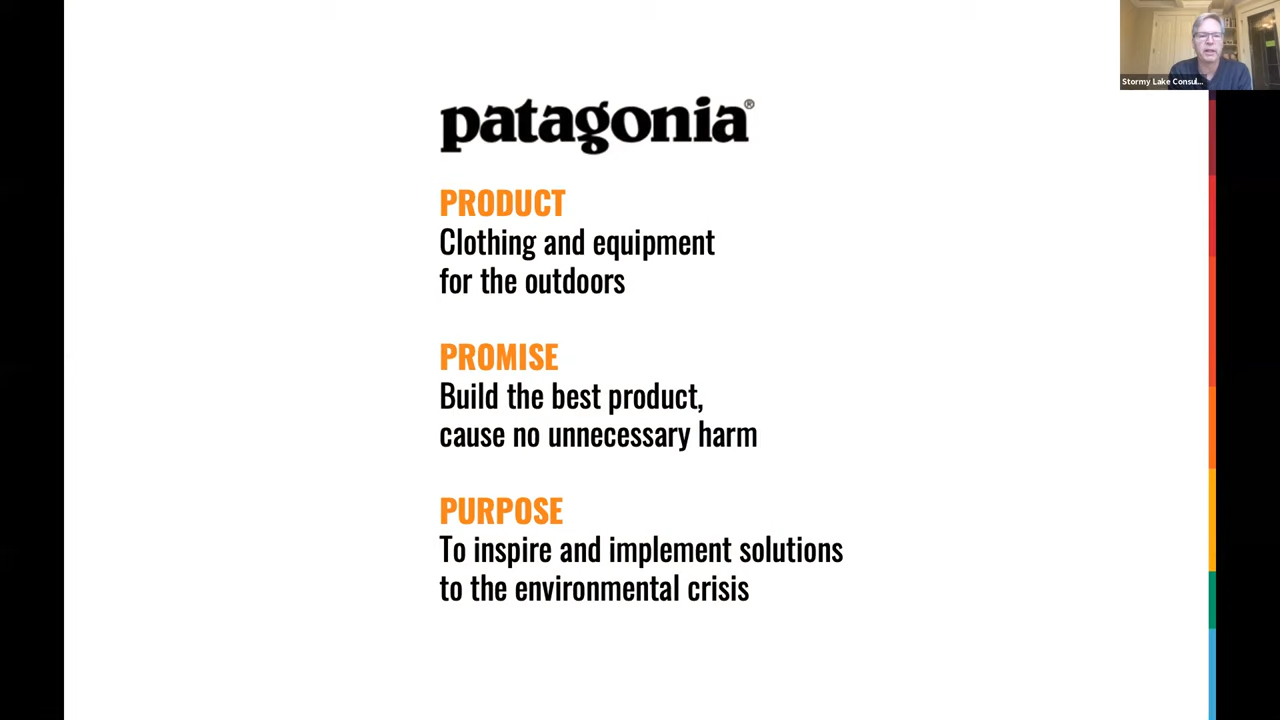 patagonia®
PRODUCT
Clothing and equipment
for the outdoors
PROMISE
Build the best product,
cause no unnecessary harm
PURPOSE
To inspire and implement solutions
to the environmental crisis
Stormy Lake Consul...